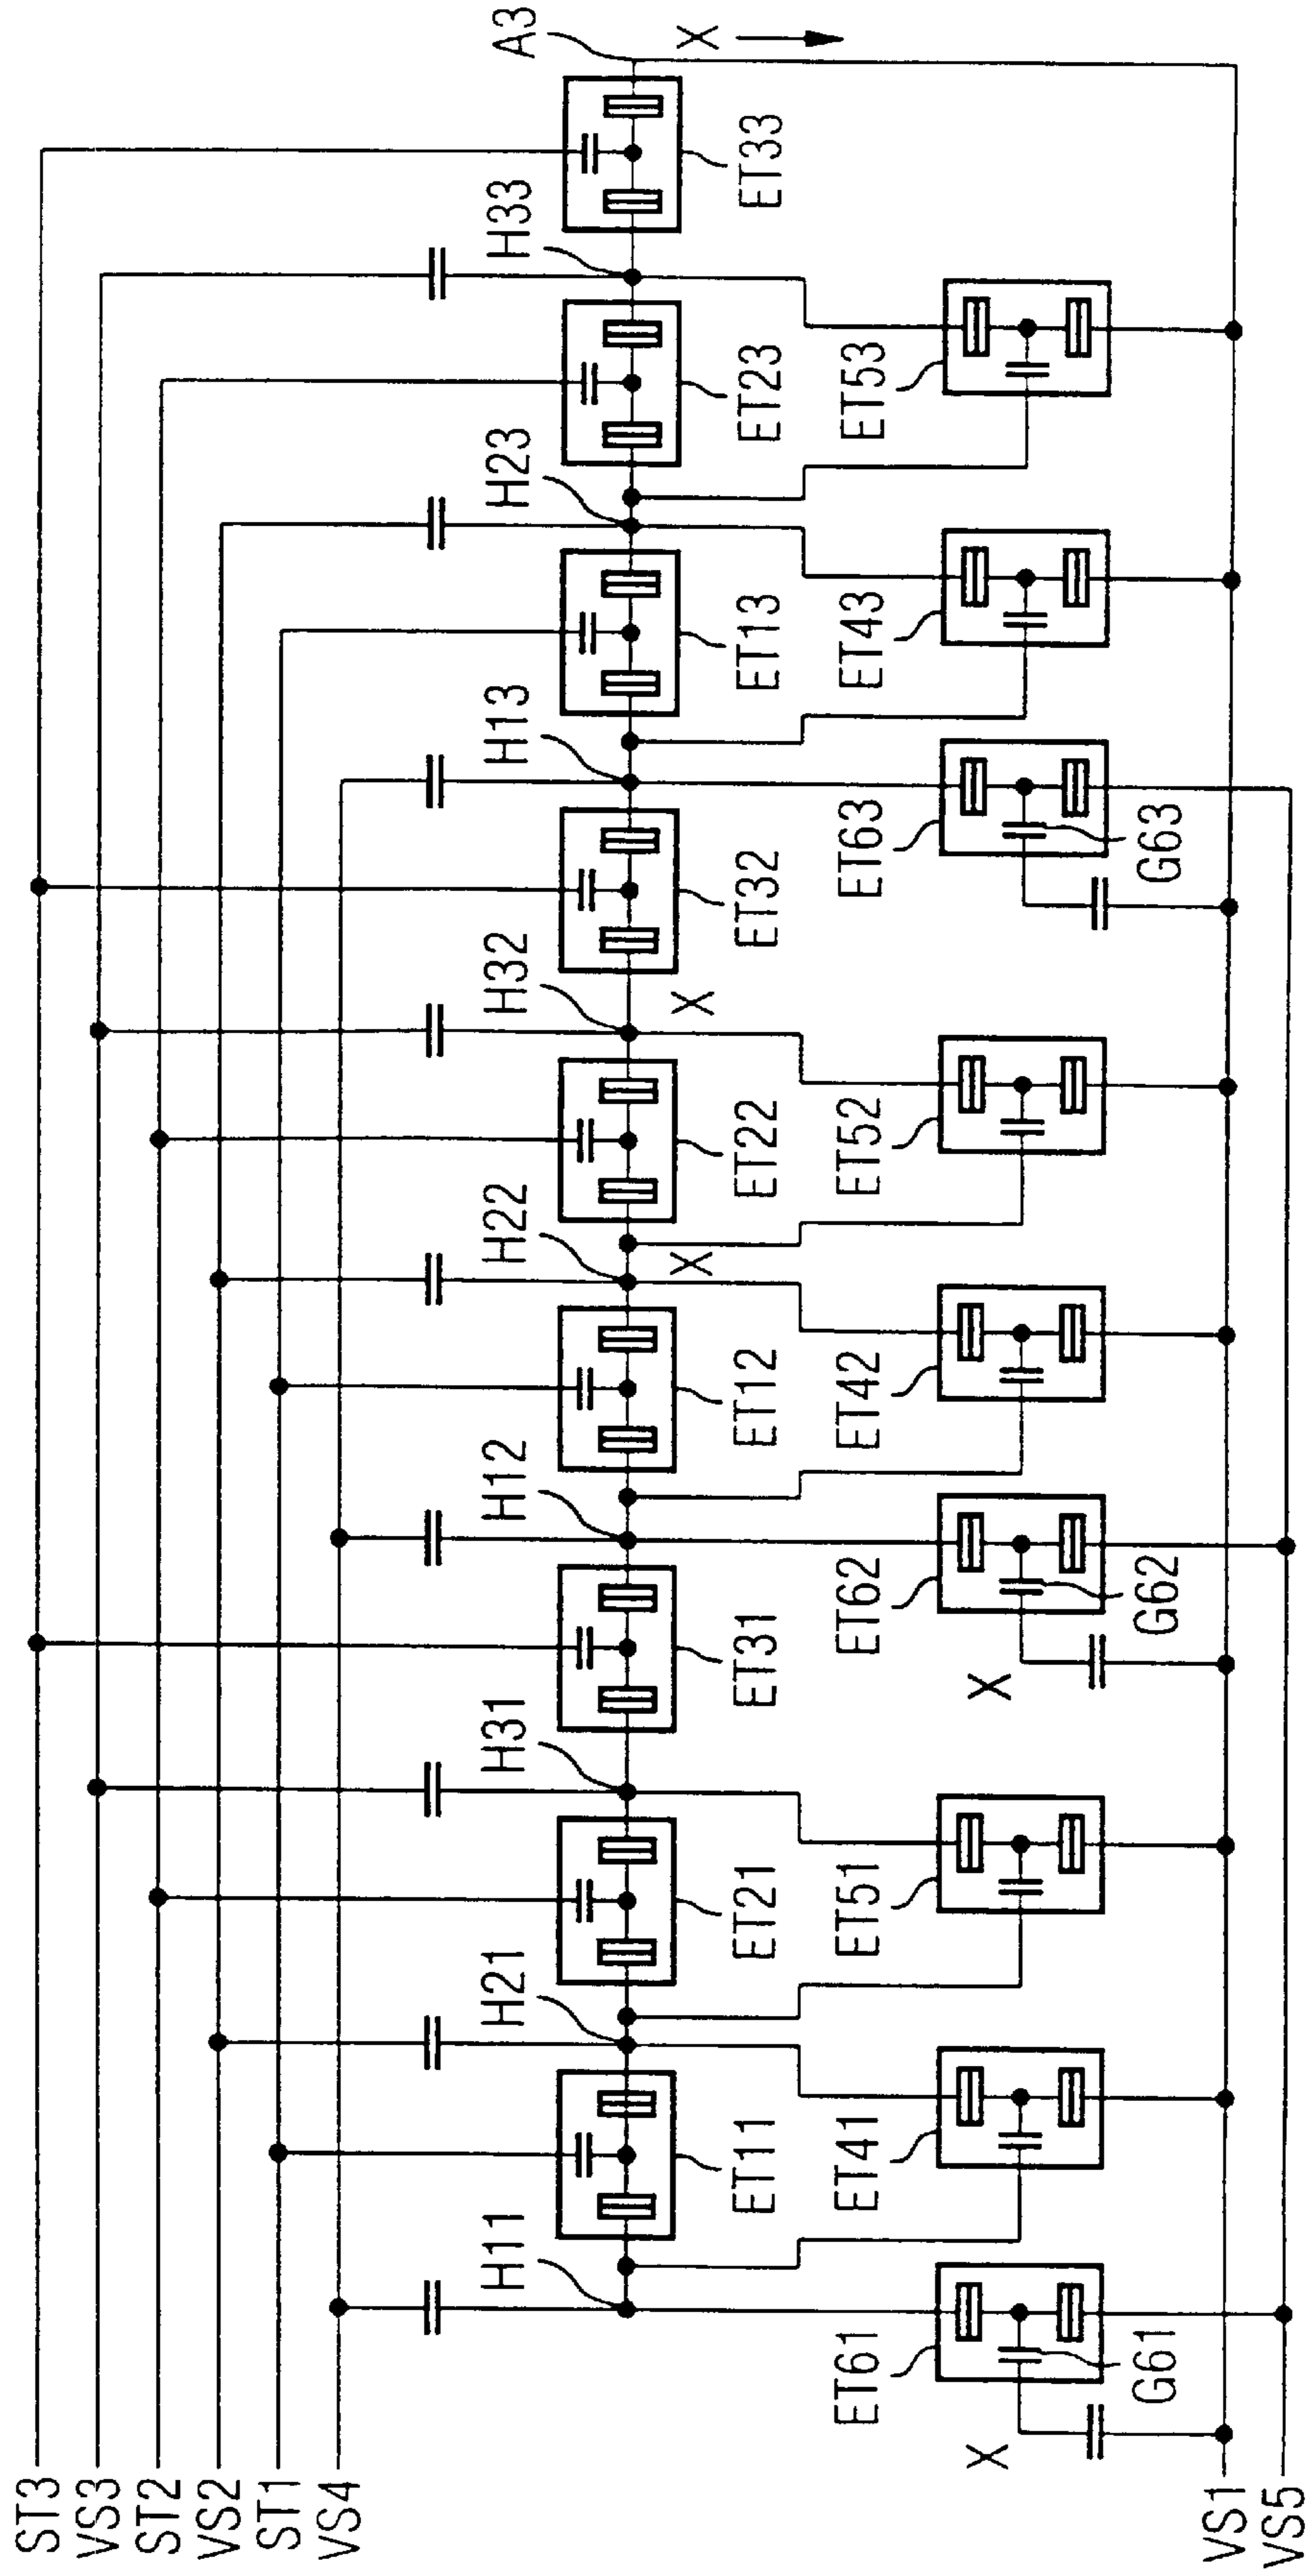 ST3
VS3
ST2
VS2
ST1
VS4
H11 H21 H31 H12 H22 H32 H13 H23 H33 A3
X X X
ET11 ET21 ET31 ET12 ET22 ET32 ET13 ET23 ET33
ET61 ET41 ET51 ET62 ET42 ET52 ET63 ET43 ET53
X X
G61 G62 G63
VS1
VS5